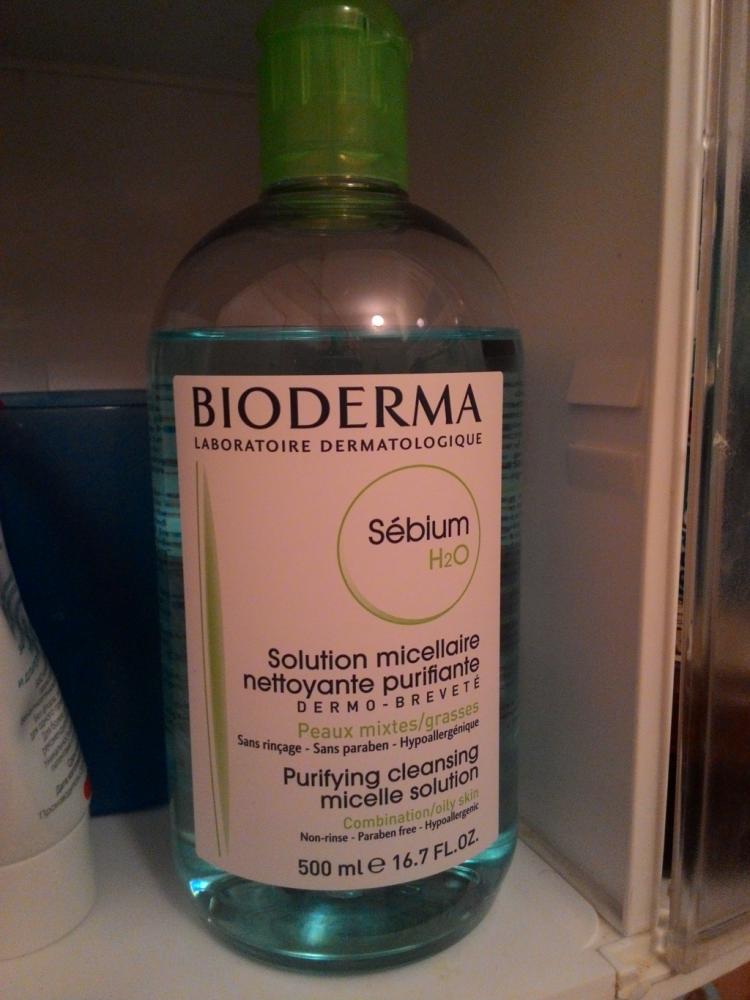 BIODERMA
LABORATOIRE DERMATOLOGIQUE
Sébium
H2O
Solution micellaire
nettoyante purifiante
DERMO-BREVETÉ
Peaux mixtes/grasses
Sans rinçage - Sans paraben - Hypoallergénique
Purifying cleansing
micelle solution
Combination/oily skin
Non-rinse - Paraben free - Hypoallergenic
500 ml e 16.7 FL.OZ.